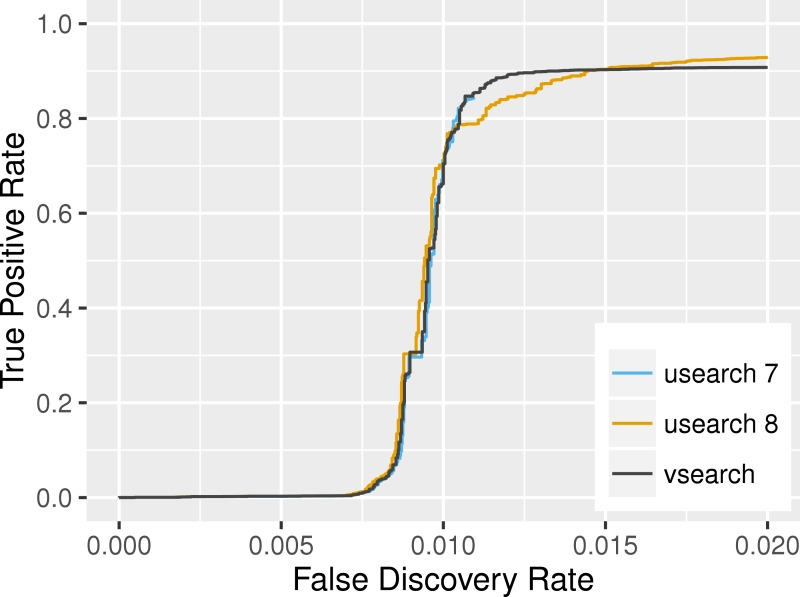 True Positive Rate
1.0
0.8
0.6
0.4
0.2
0.0
usearch 7
usearch 8
vsearch
0.000 0.005 0.010 0.015 0.020
False Discovery Rate